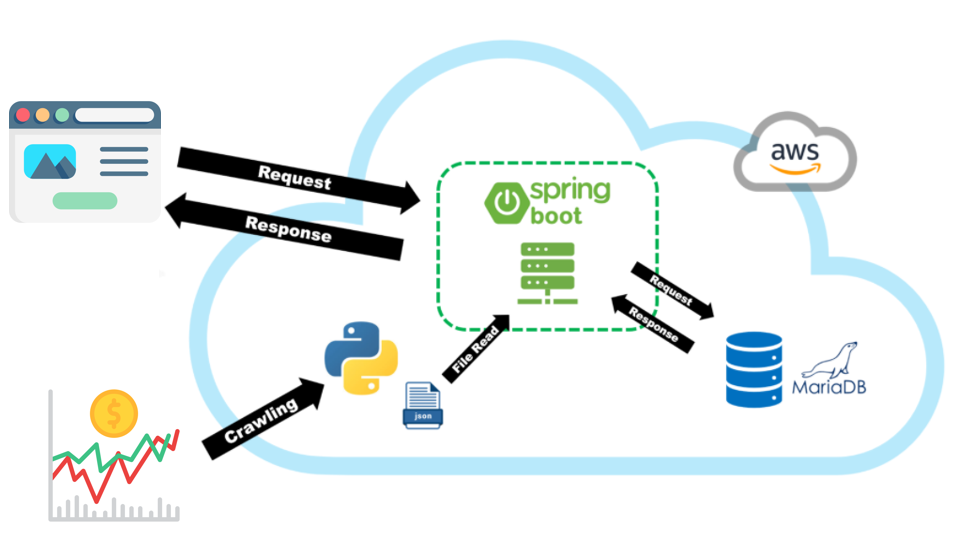 aws
Request
spring
boot
Response
Request
Response
File Read
MariaDB
json
Crawling
$